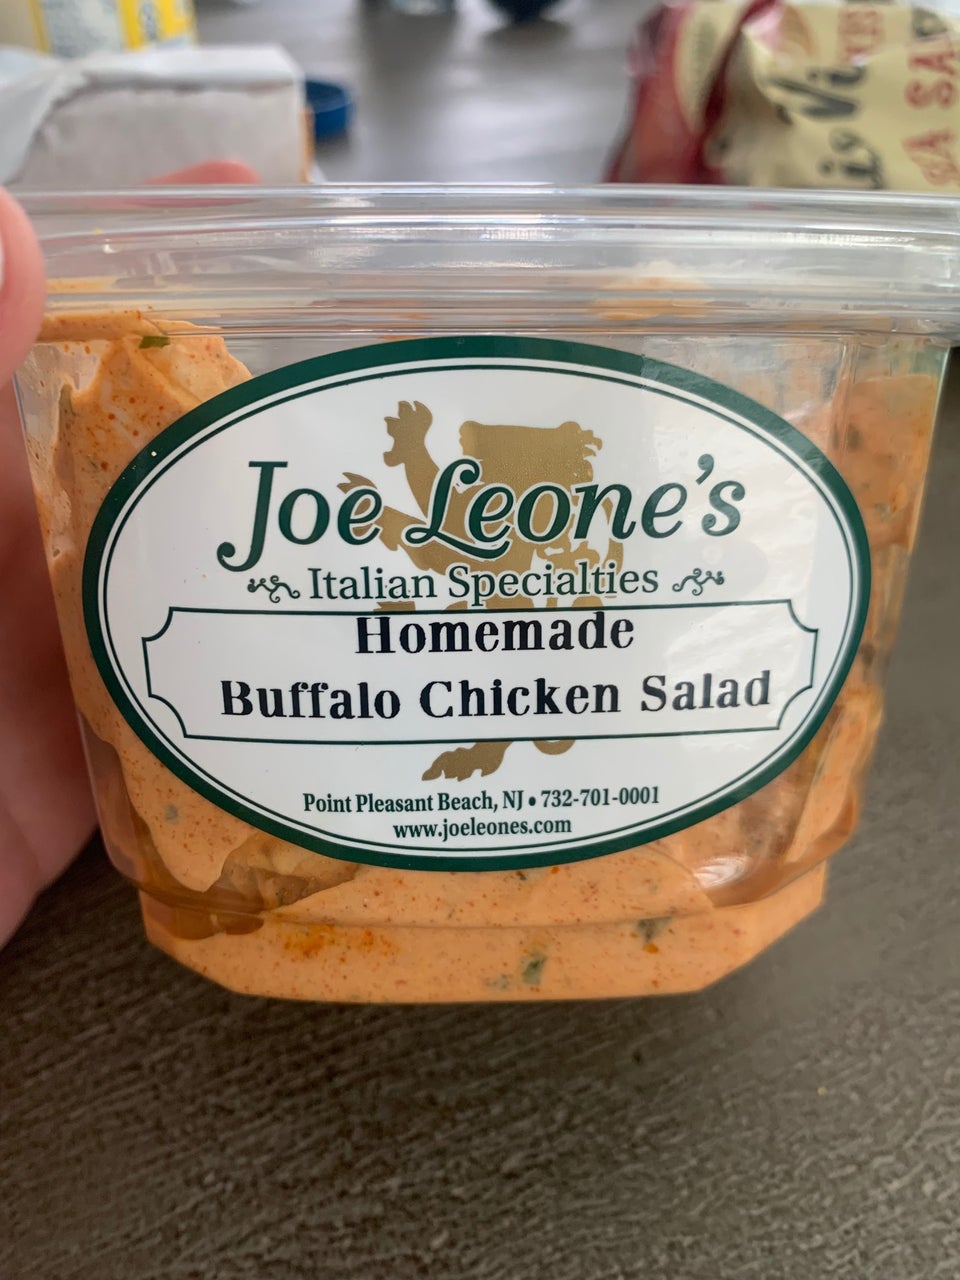 Joe Leone's
Italian Specialties
Homemade
Buffalo Chicken Salad
Point Pleasant Beach, NJ • 732-701-0001
www.joeleones.com